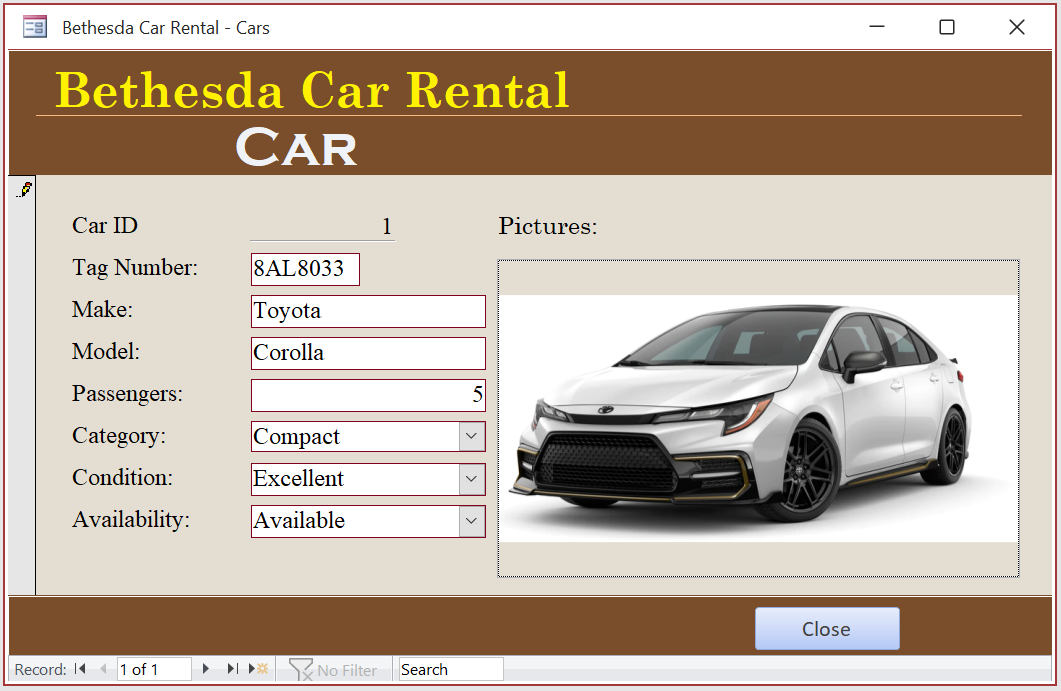 Bethesda Car Rental - Cars
Bethesda Car Rental
Car
Car ID 1 Pictures:
Tag Number: 8AL8033
Make: Toyota
Model: Corolla
Passengers: 5
Category: Compact
Condition: Excellent
Availability: Available
Close
Record: 1 of 1 No Filter Search